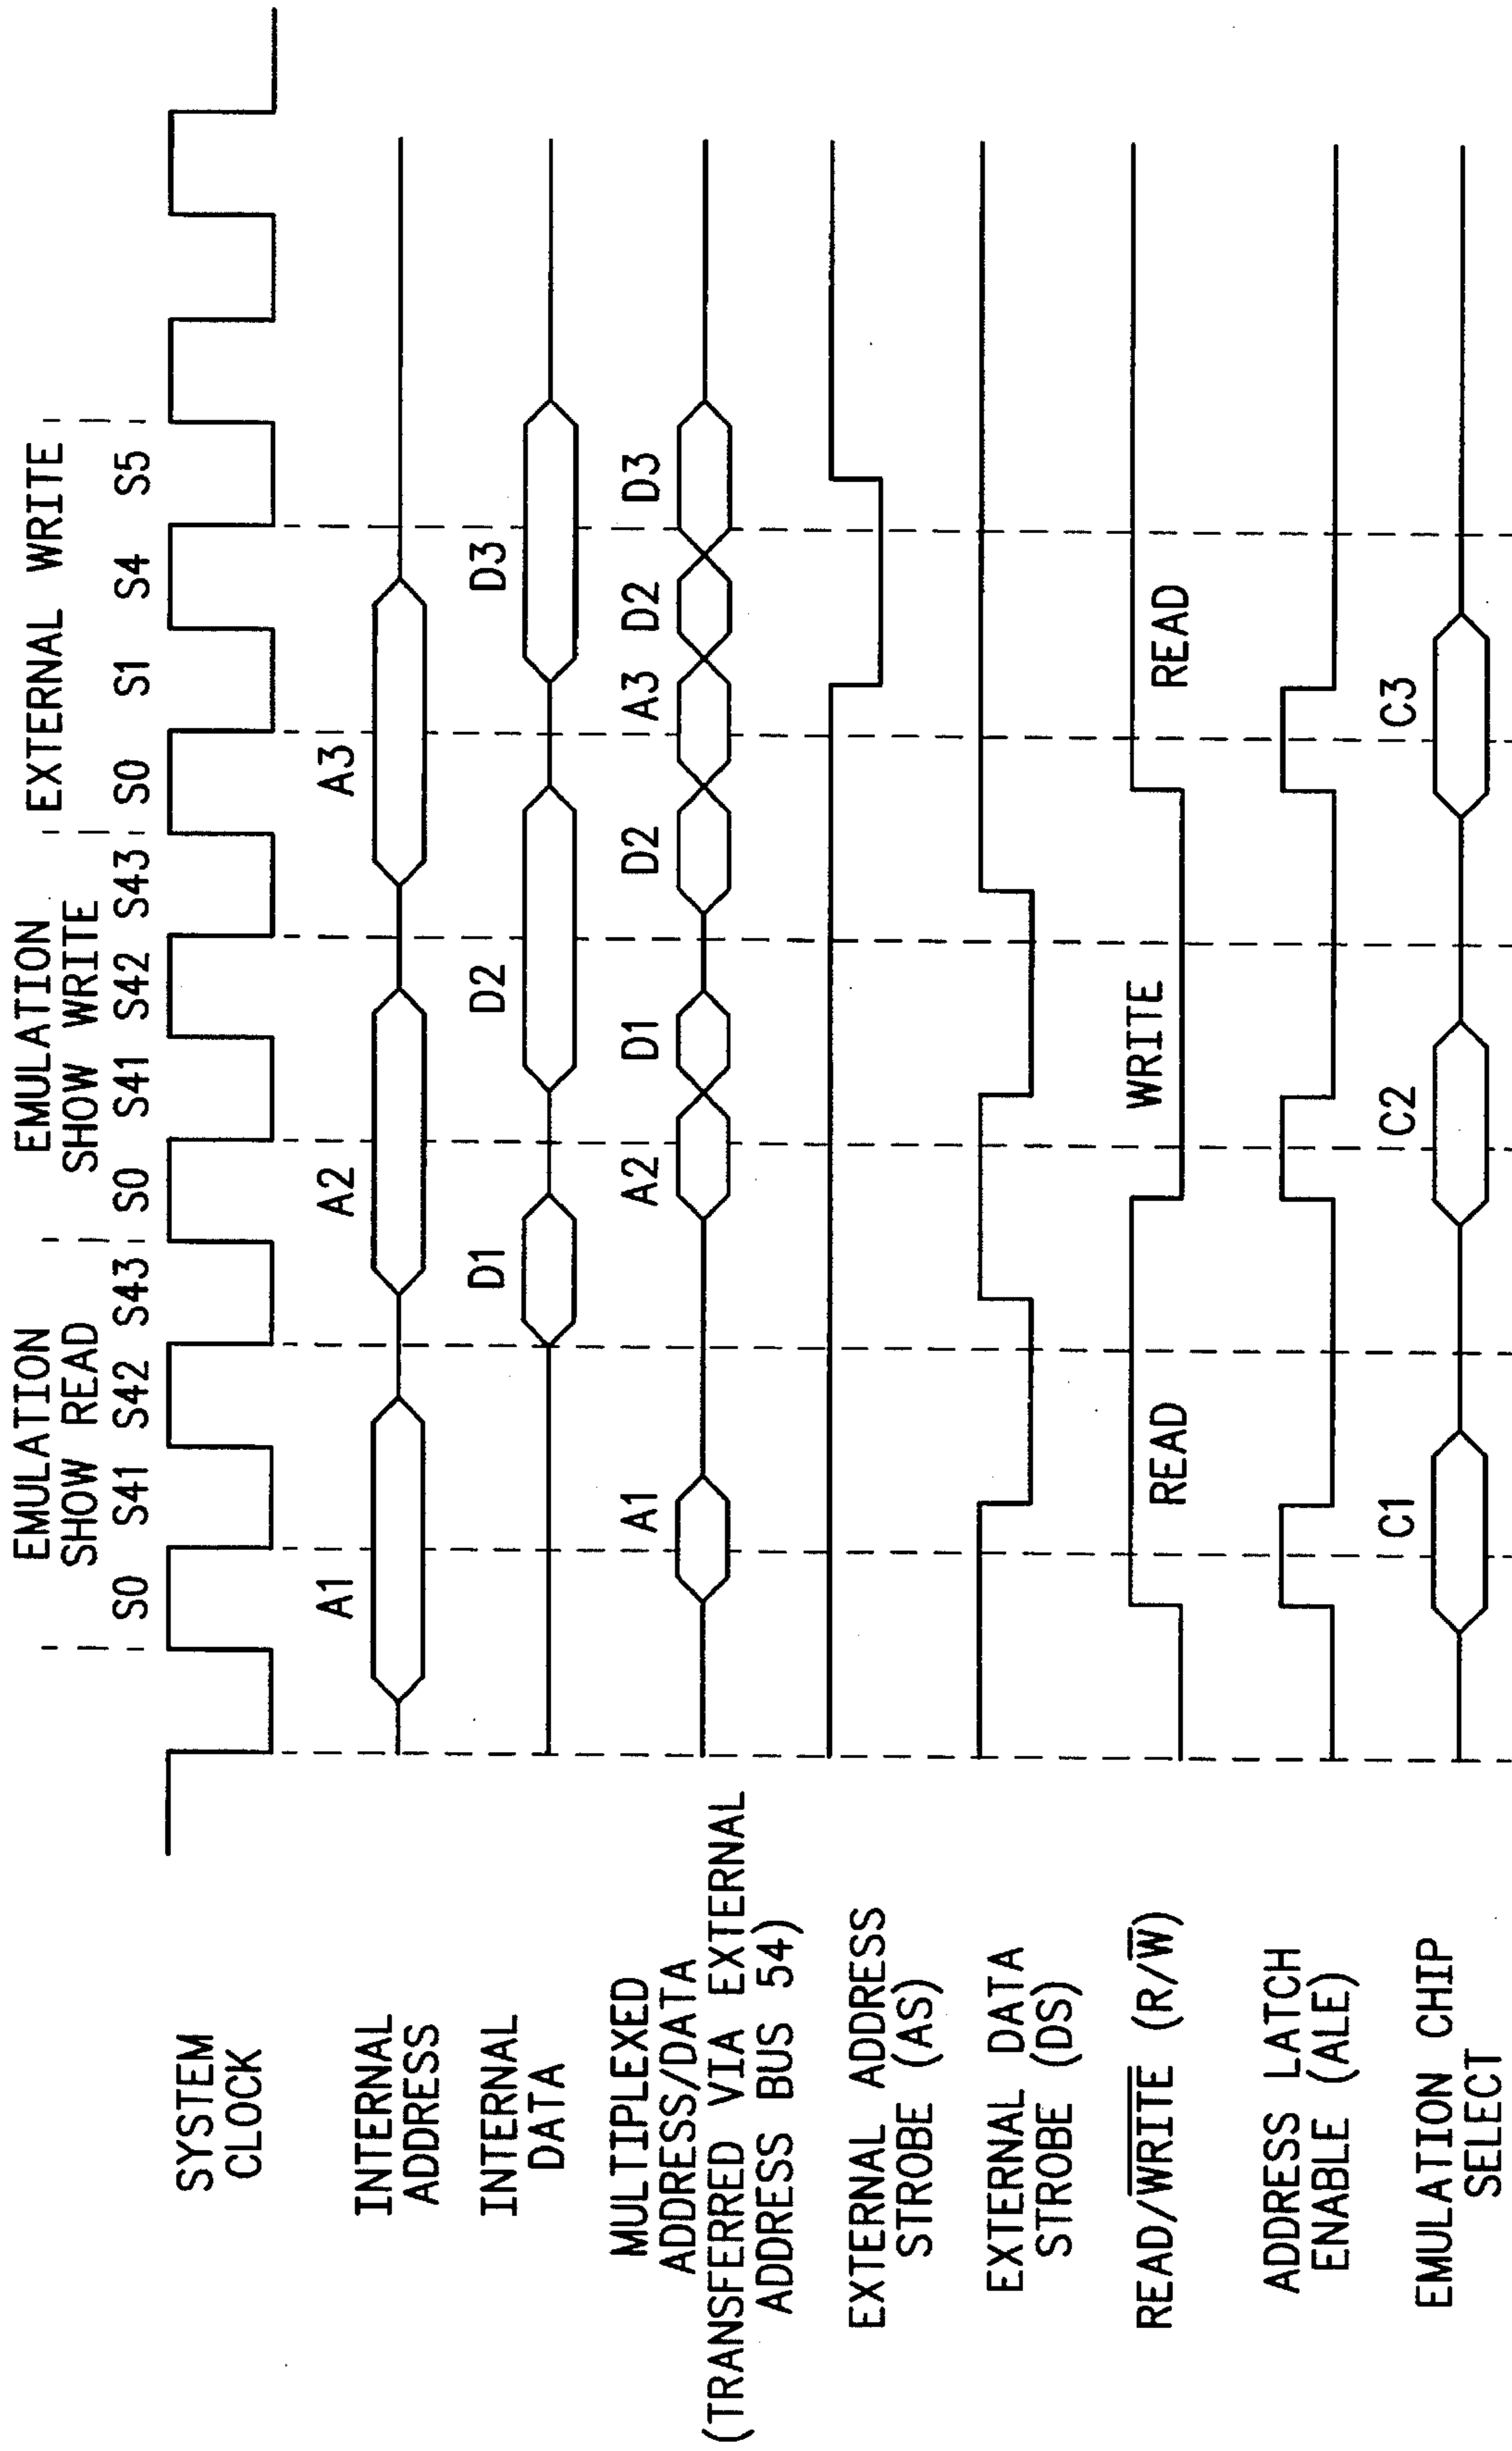 EMULATION
SHOW READ
EMULATION
SHOW WRITE
EXTERNAL WRITE
S0 S41 S42 S43 S0 S41 S42 S43 S0 S1 S4 S5
SYSTEM
CLOCK
INTERNAL
ADDRESS
A1 A2 A3
INTERNAL
DATA
D1 D2 D3
MULTIPLEXED
ADDRESS/DATA
(TRANSFERRED VIA EXTERNAL
ADDRESS BUS 54)
A1 A2 D1 D2 A3 D2 D3
EXTERNAL ADDRESS
STROBE (AS)
EXTERNAL DATA
STROBE (DS)
READ/W̅R̅I̅T̅E̅ (R/W̅)
READ WRITE READ
ADDRESS LATCH
ENABLE (ALE)
EMULATION CHIP
SELECT
C1 C2 C3